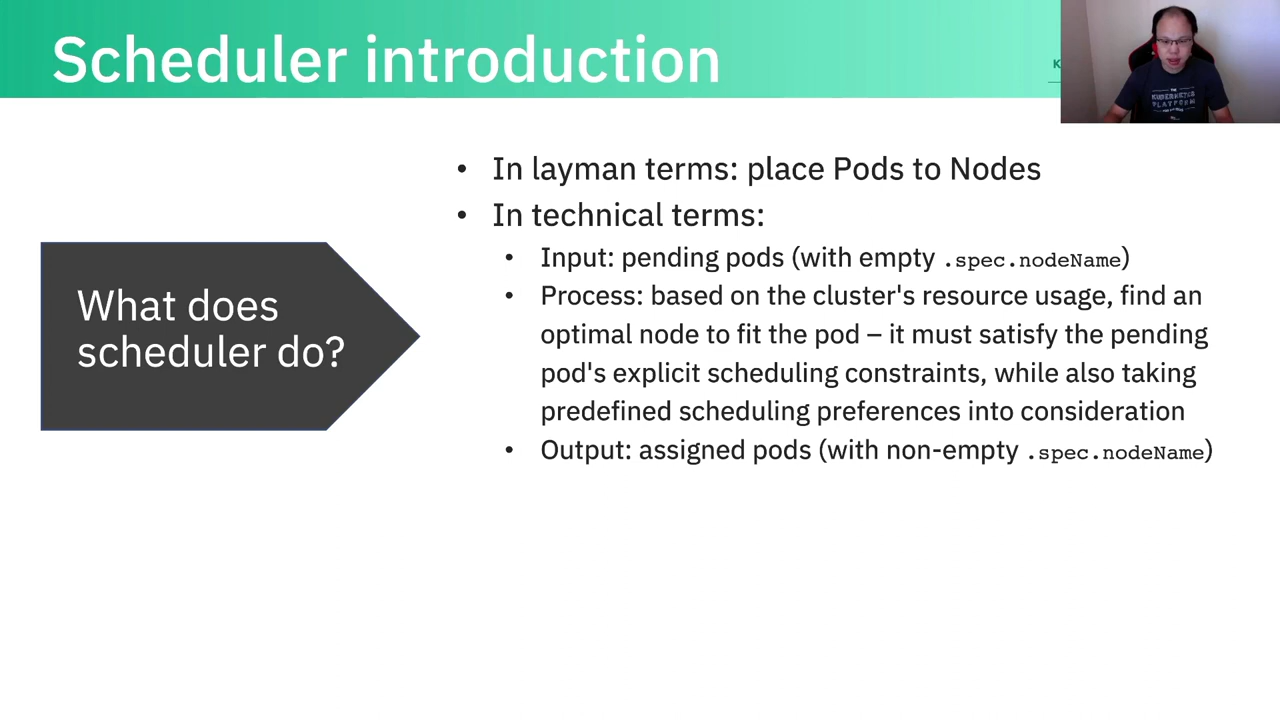 Scheduler introduction
K
THE
KUBERNETES
PLATFORM
• In layman terms: place Pods to Nodes
• In technical terms:
• Input: pending pods (with empty .spec.nodeName)
• Process: based on the cluster's resource usage, find an
optimal node to fit the pod – it must satisfy the pending
pod's explicit scheduling constraints, while also taking
predefined scheduling preferences into consideration
• Output: assigned pods (with non-empty .spec.nodeName)
What does
scheduler do?